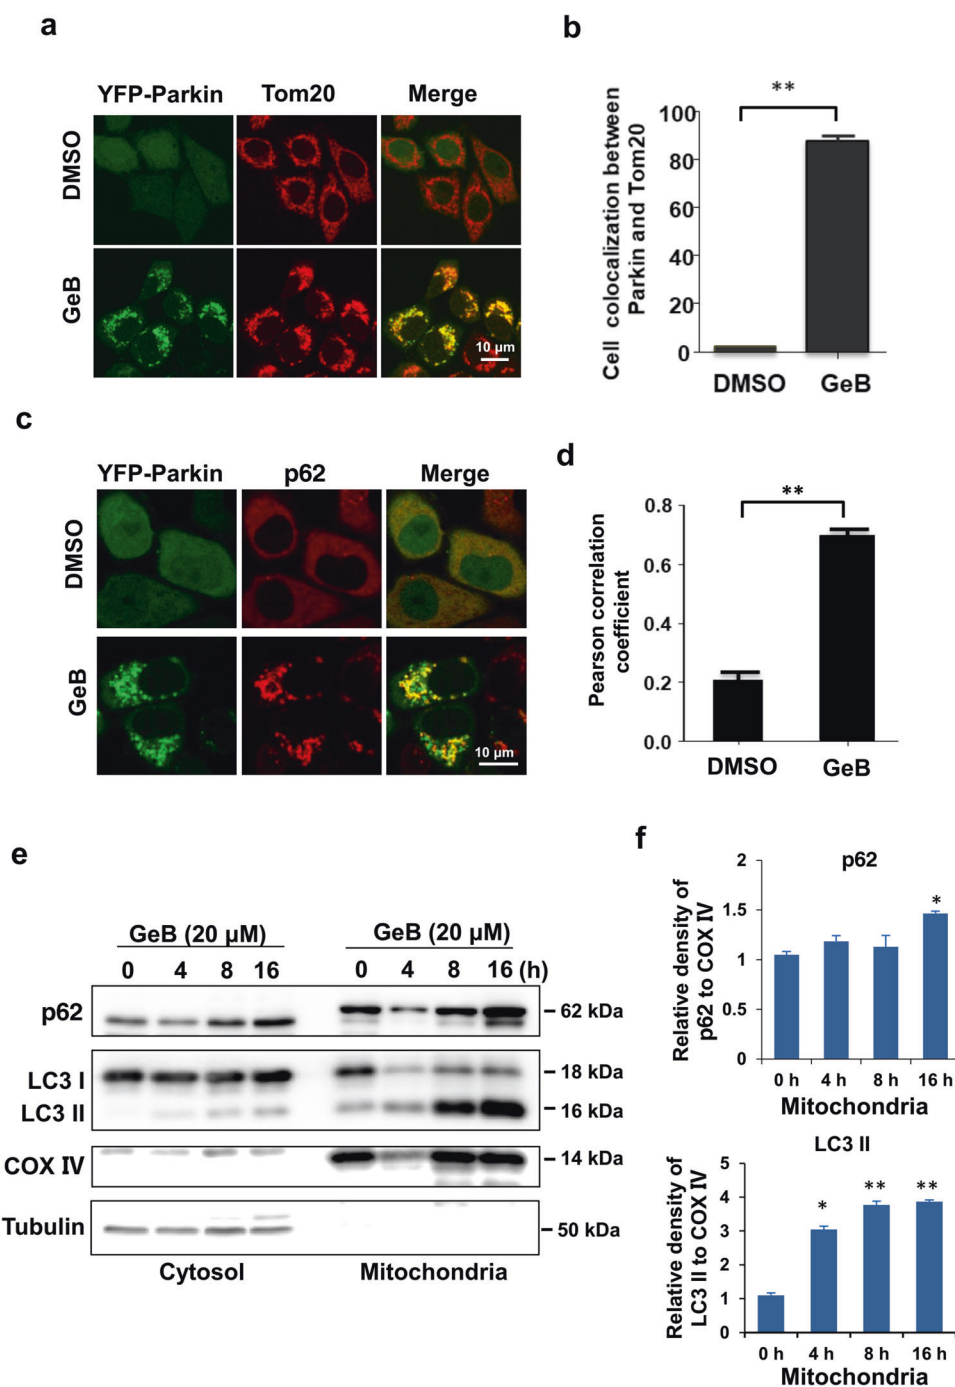 a
YFP-Parkin Tom20 Merge
DMSO
GeB
10 µm
b
**
Cell colocalization between
Parkin and Tom20
100
80
60
40
20
0
DMSO GeB
c
YFP-Parkin p62 Merge
DMSO
GeB
10 µm
d
**
Pearson correlation
coefficient
0.8
0.6
0.4
0.2
0.0
DMSO GeB
e
GeB (20 µM) GeB (20 µM)
0 4 8 16 0 4 8 16 (h)
p62 62 kDa
LC3 I 18 kDa
LC3 II 16 kDa
COX IV 14 kDa
Tubulin 50 kDa
Cytosol Mitochondria
f
p62
Relative density of
p62 to COX IV
2
1.5
1
0.5
0
*
0 h 4 h 8 h 16 h
Mitochondria
LC3 II
Relative density of
LC3 II to COX IV
5
4
3
2
1
0
* ** **
0 h 4 h 8 h 16 h
Mitochondria